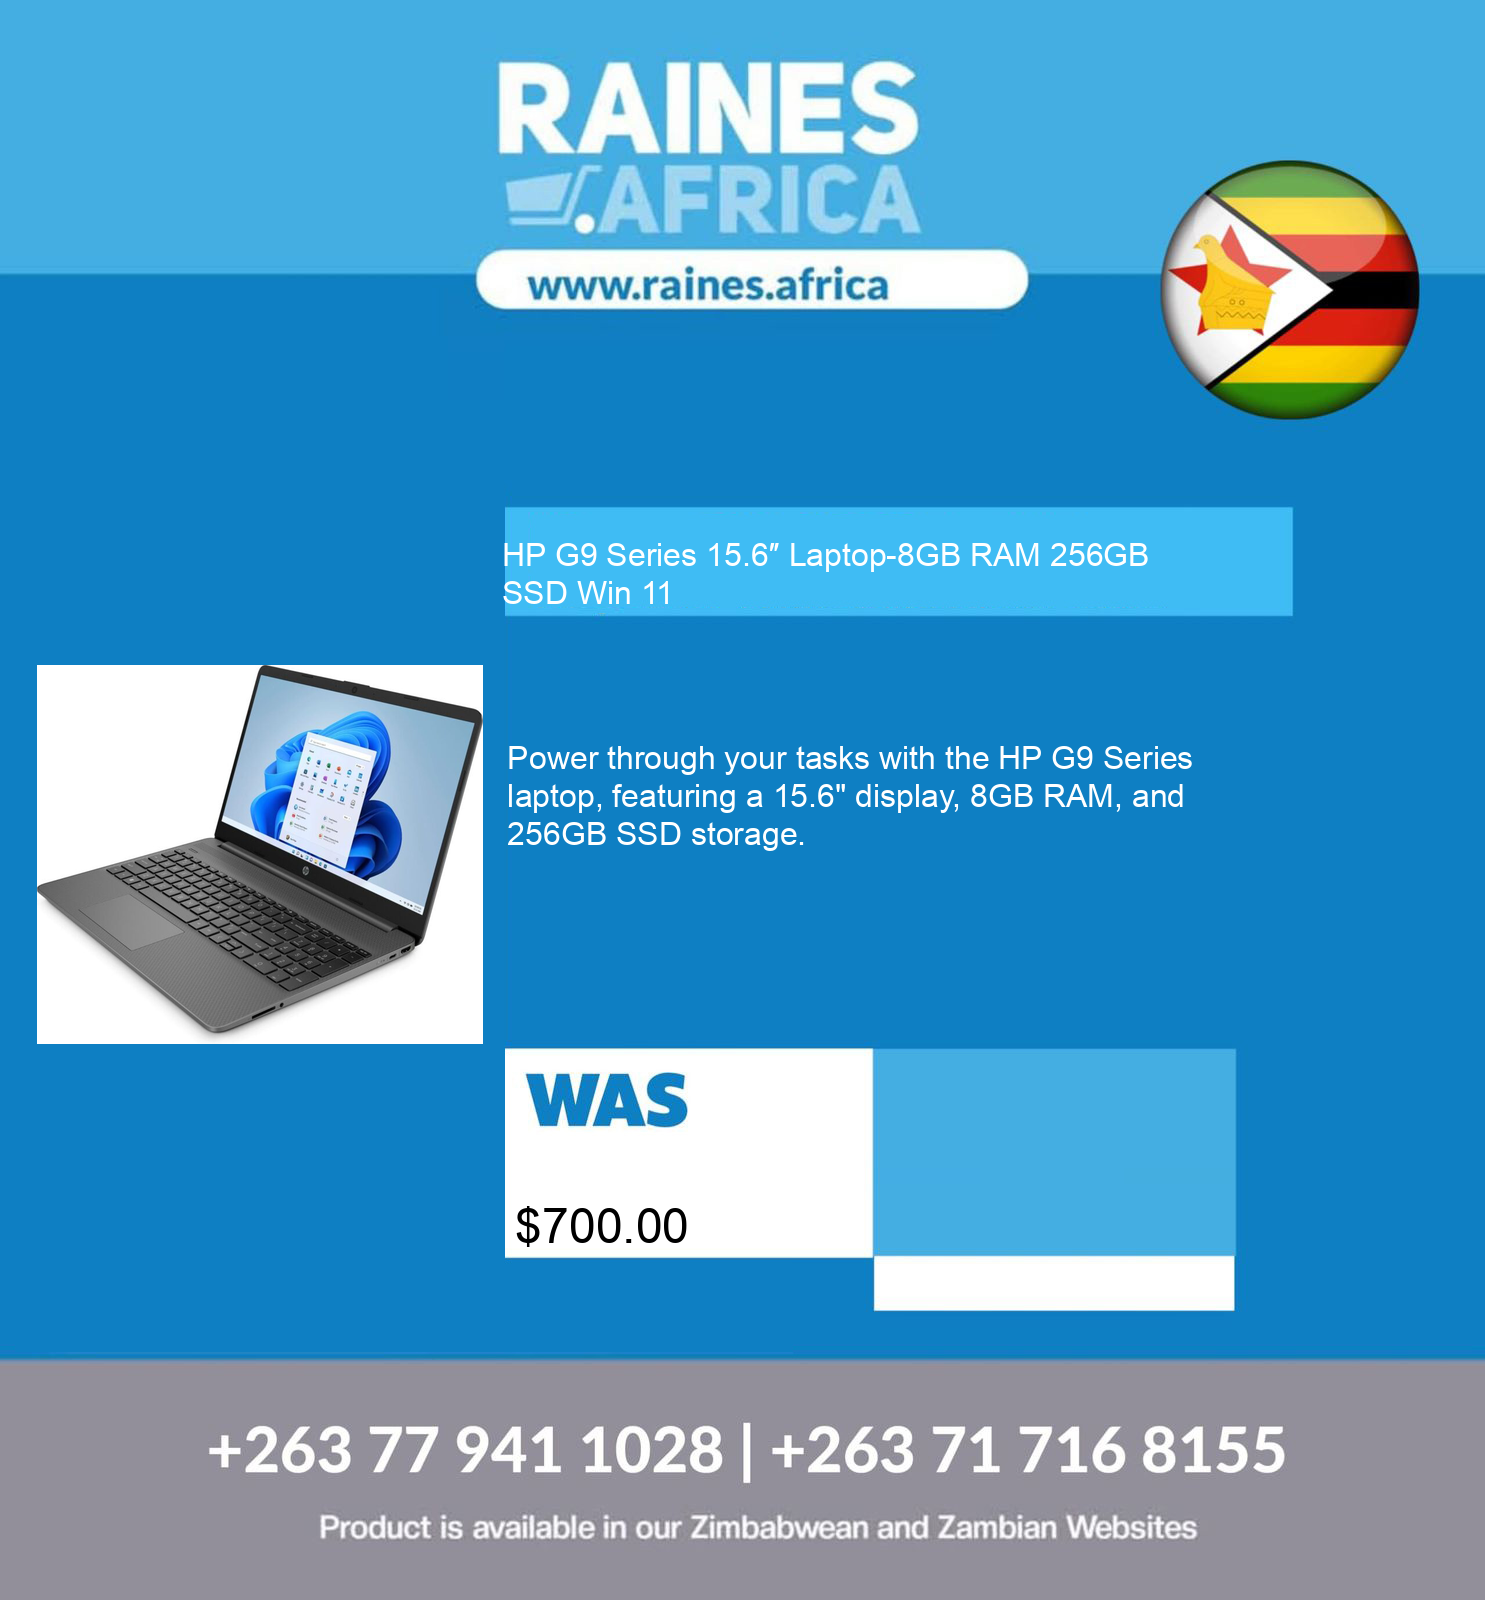 RAINES
.AFRICA
www.raines.africa
HP G9 Series 15.6″ Laptop-8GB RAM 256GB
SSD Win 11
Power through your tasks with the HP G9 Series
laptop, featuring a 15.6" display, 8GB RAM, and
256GB SSD storage.
WAS
$700.00
+263 77 941 1028 | +263 71 716 8155
Product is available in our Zimbabwean and Zambian Websites